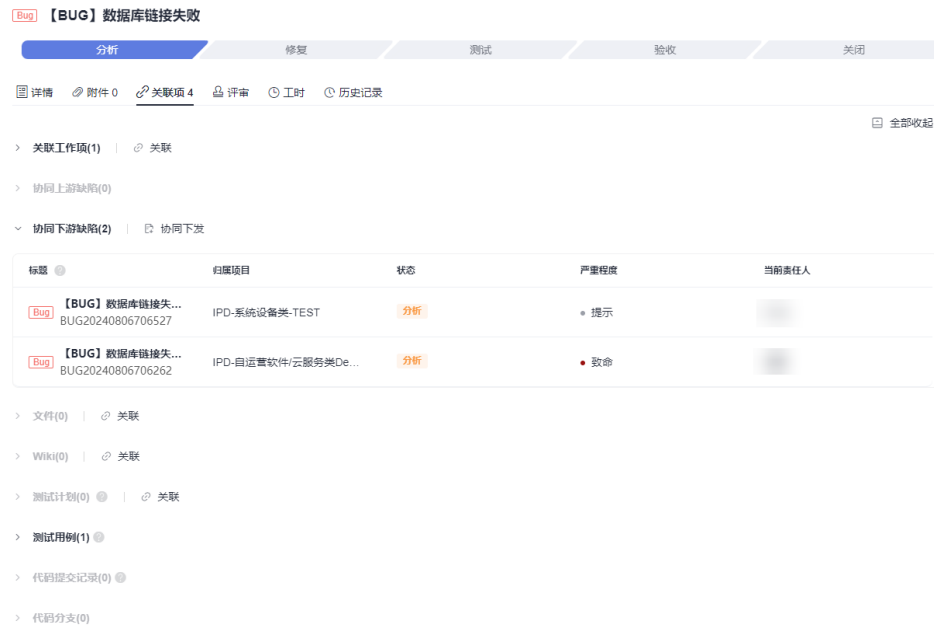 Bug 【BUG】数据库链接失败
分析 修复 测试 验收 关闭
详情 附件 0 关联项 4 评审 工时 历史记录
全部收起
关联工作项(1) 关联
协同上游缺陷(0)
协同下游缺陷(2) 协同下发
标题 归属项目 状态 严重程度 当前责任人
Bug 【BUG】数据库链接失... IPD-系统设备类-TEST 分析 提示
BUG20240806706527
Bug 【BUG】数据库链接失... IPD-自运营软件/云服务类De... 分析 致命
BUG20240806706262
文件(0) 关联
Wiki(0) 关联
测试计划(0) 关联
测试用例(1)
代码提交记录(0)
代码分支(0)